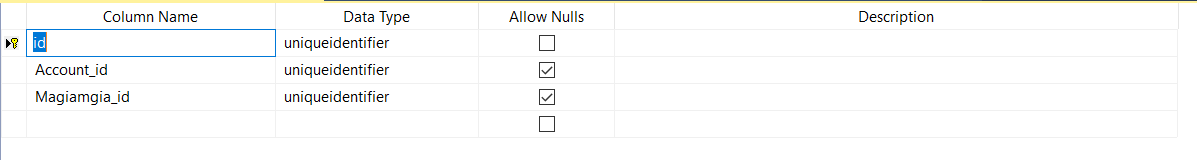 Column Name Data Type Allow Nulls Description
id uniqueidentifier
Account_id uniqueidentifier
Magiamgia_id uniqueidentifier